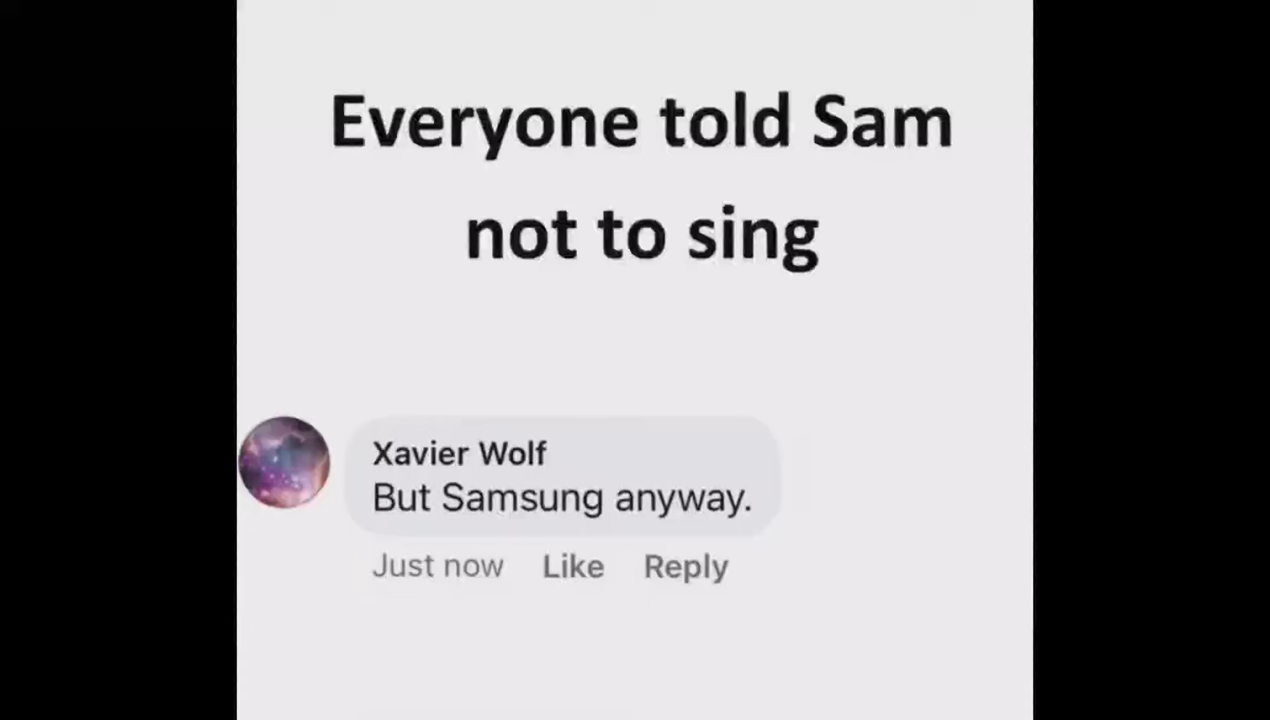 Everyone told Sam
not to sing
Xavier Wolf
But Samsung anyway.
Just now Like Reply